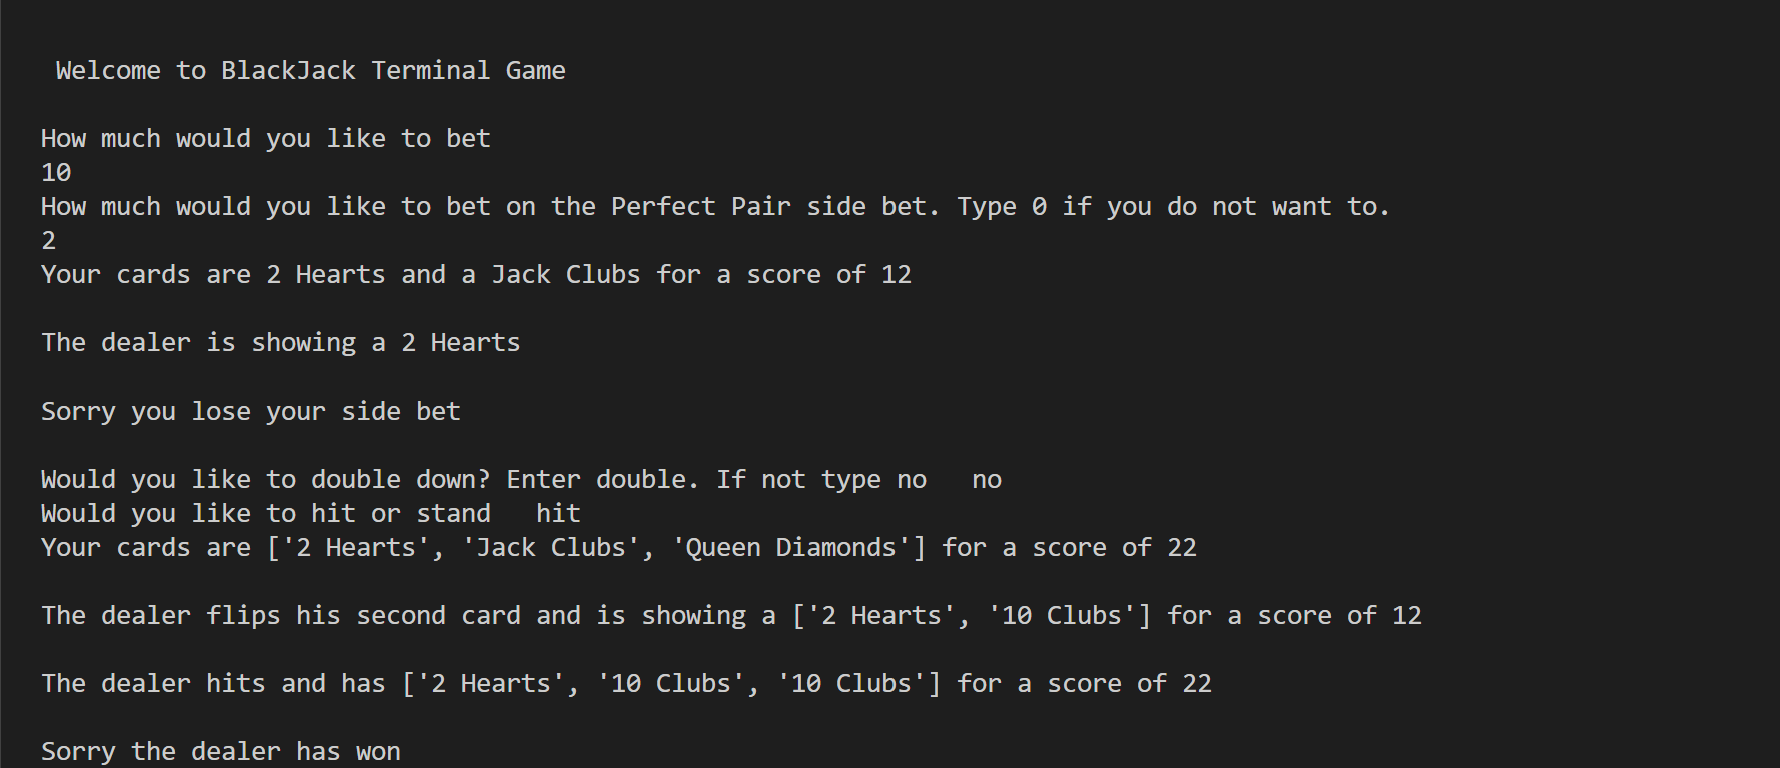 Welcome to BlackJack Terminal Game
How much would you like to bet
10
How much would you like to bet on the Perfect Pair side bet. Type 0 if you do not want to.
2
Your cards are 2 Hearts and a Jack Clubs for a score of 12
The dealer is showing a 2 Hearts
Sorry you lose your side bet
Would you like to double down? Enter double. If not type no   no
Would you like to hit or stand   hit
Your cards are ['2 Hearts', 'Jack Clubs', 'Queen Diamonds'] for a score of 22
The dealer flips his second card and is showing a ['2 Hearts', '10 Clubs'] for a score of 12
The dealer hits and has ['2 Hearts', '10 Clubs', '10 Clubs'] for a score of 22
Sorry the dealer has won